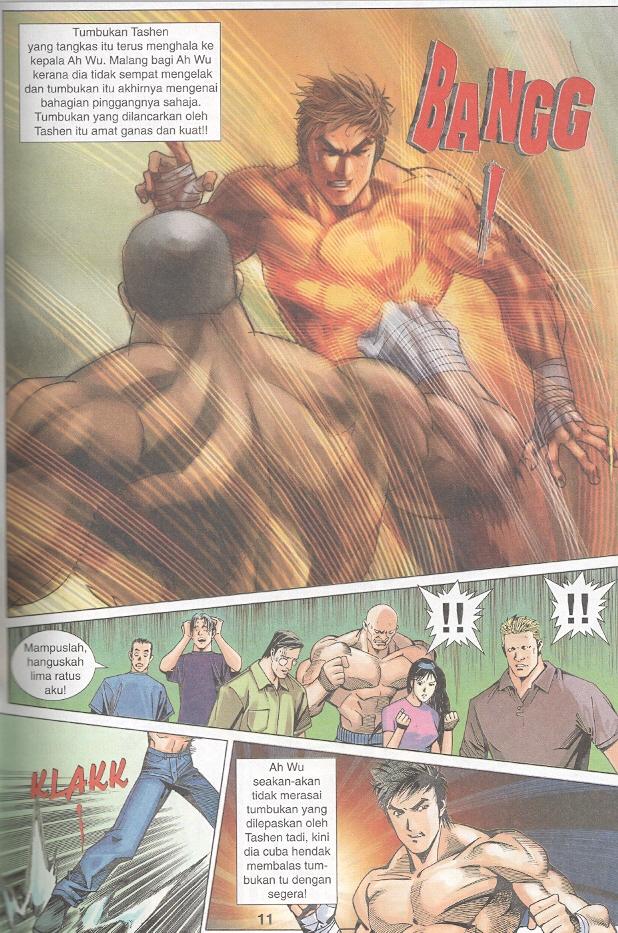 Tumbukan Tashen
yang tangkas itu terus menghala ke
kepala Ah Wu. Malang bagi Ah Wu
kerana dia tidak sempat mengelak
dan tumbukan itu akhirnya mengenai
bahagian pinggangnya sahaja.
Tumbukan yang dilancarkan oleh
Tashen itu amat ganas dan kuat!!
BANGG
!
Mampuslah,
hanguskah
lima ratus
aku!
!!
!!
KLAKK
!
Ah Wu
seakan-akan
tidak merasai
tumbukan yang
dilepaskan oleh
Tashen tadi, kini
dia cuba hendak
membalas tum-
bukan tu dengan
segera!
11